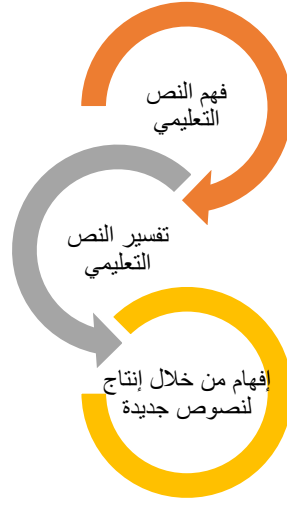 فهم النص
التعليمي
تفسير النص
التعليمي
إفهام من خلال إنتاج
لنصوص جديدة